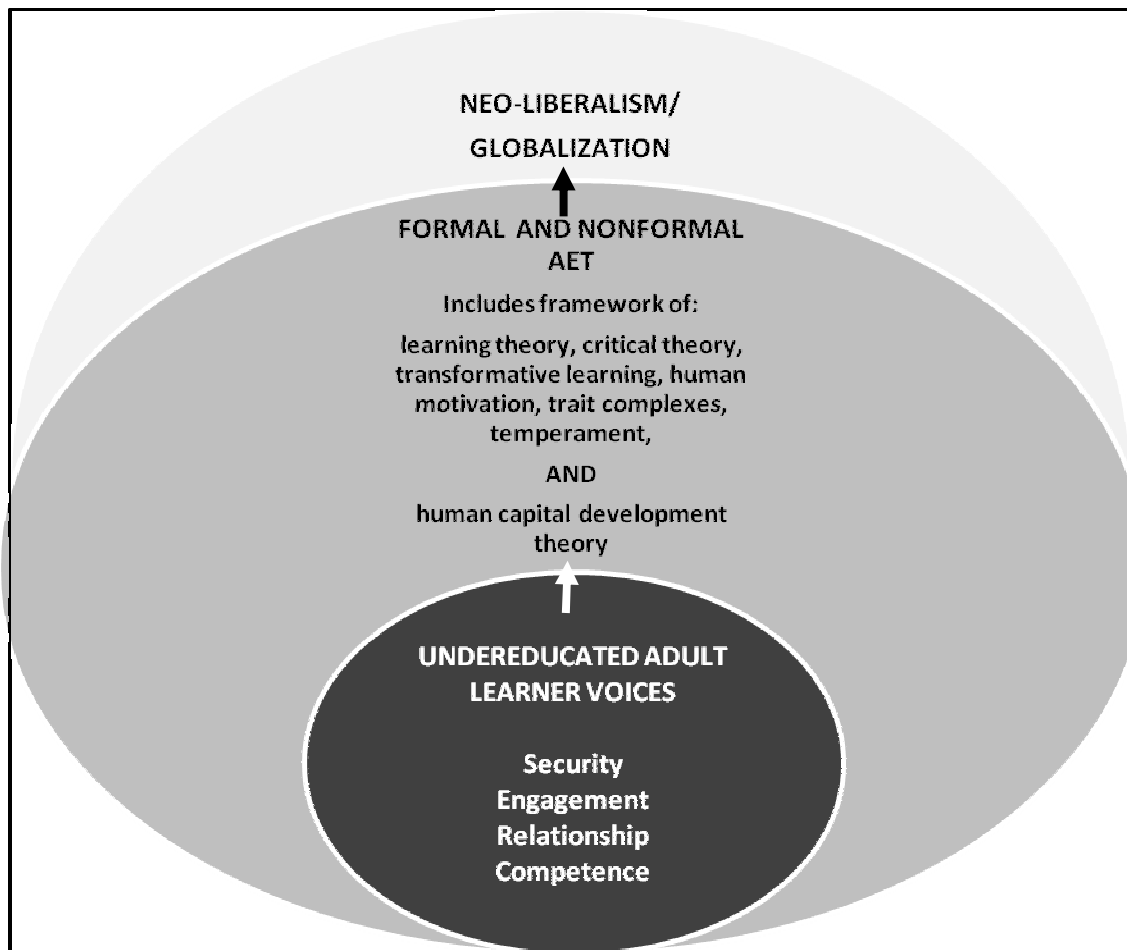 NEO-LIBERALISM/
GLOBALIZATION
FORMAL AND NONFORMAL
AET
Includes framework of:
learning theory, critical theory,
transformative learning, human
motivation, trait complexes,
temperament,
AND
human capital development
theory
UNDEREDUCATED ADULT
LEARNER VOICES
Security
Engagement
Relationship
Competence